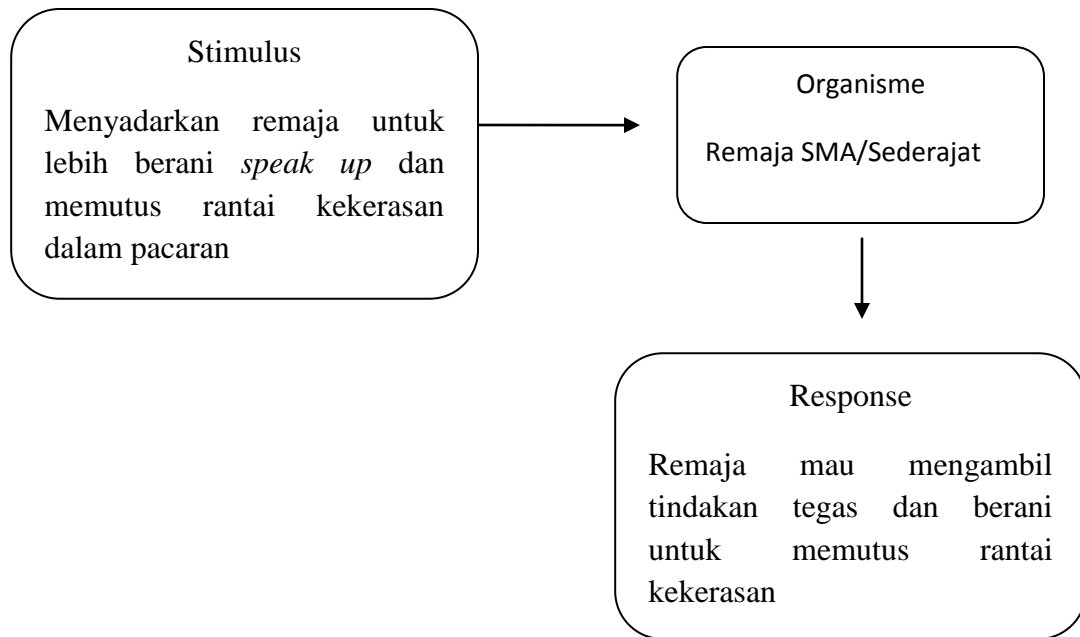 Stimulus
Menyadarkan remaja untuk
lebih berani speak up dan
memutus rantai kekerasan
dalam pacaran
Organisme
Remaja SMA/Sederajat
Response
Remaja mau mengambil
tindakan tegas dan berani
untuk memutus rantai
kekerasan